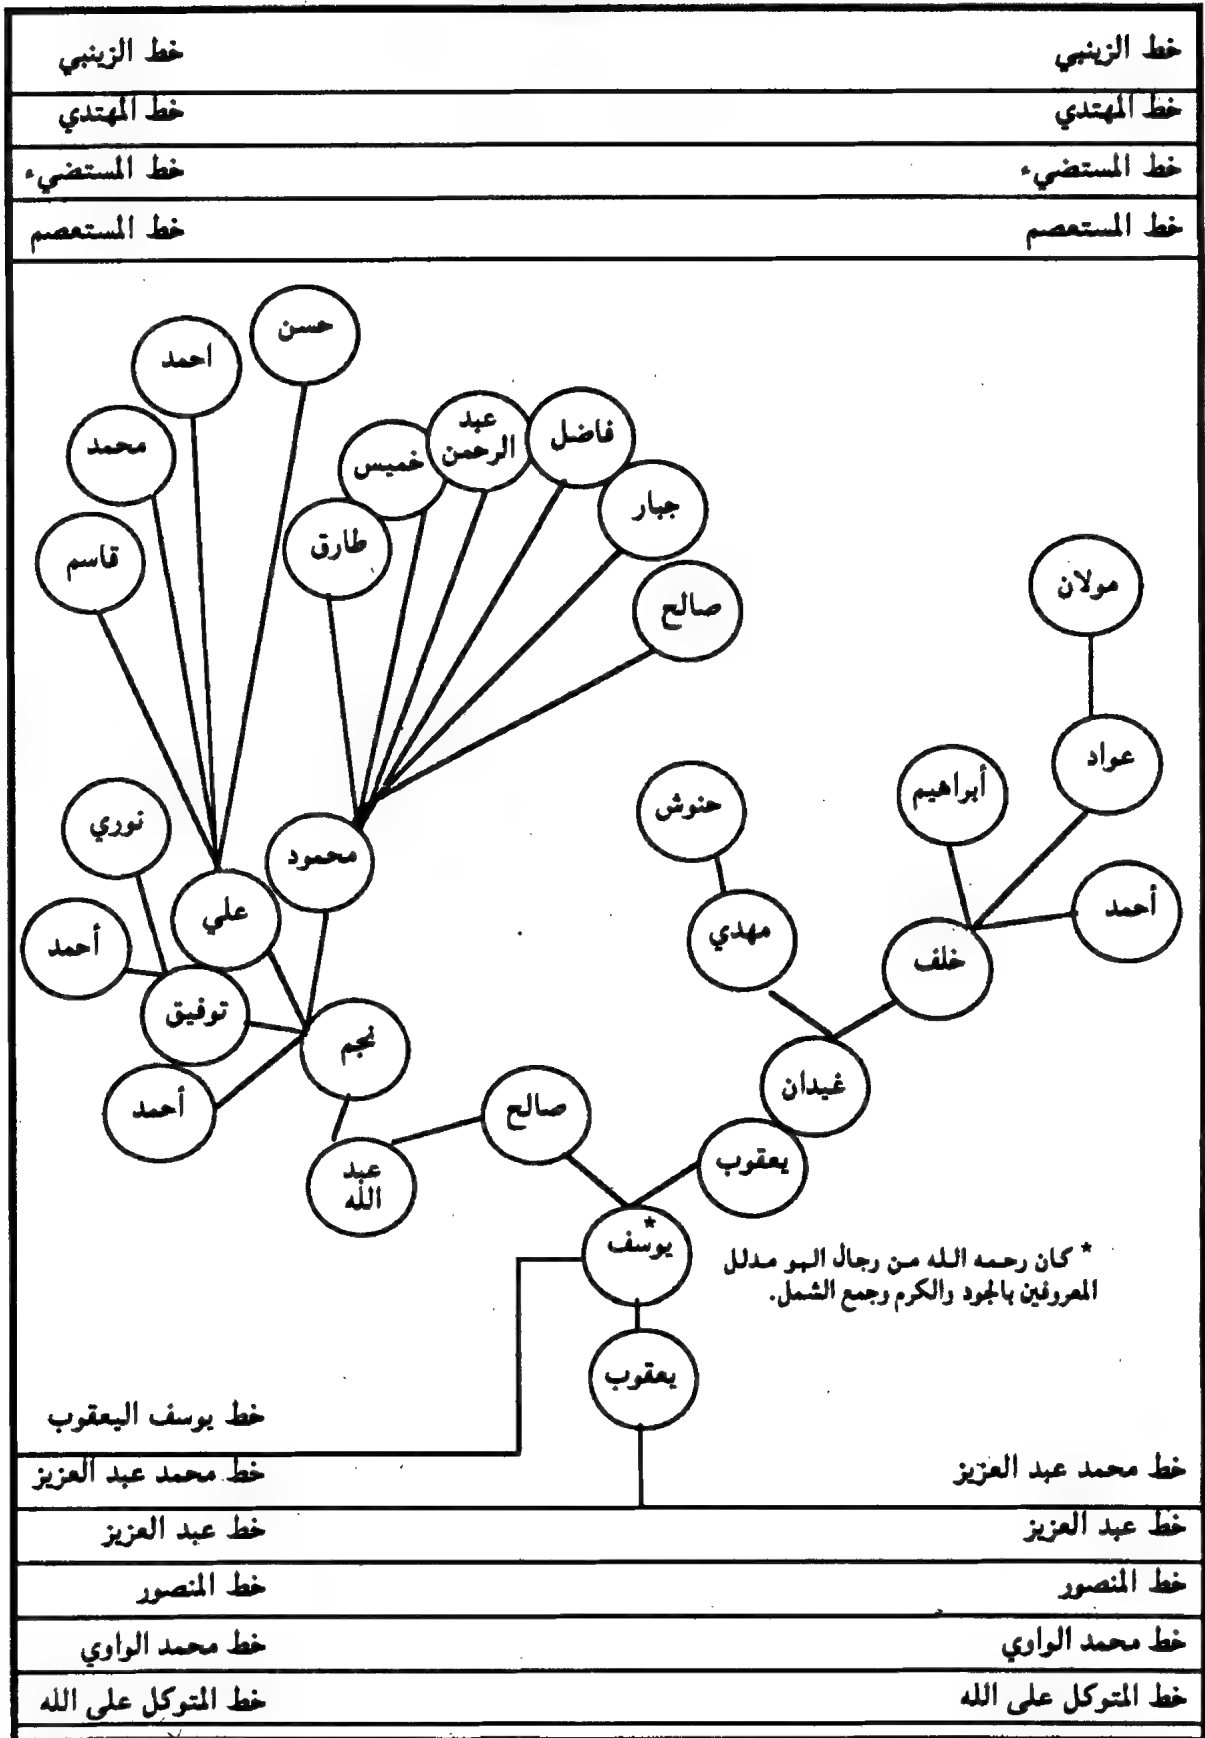 خط الزينبي
خط الزينبي
خط المهتدي
خط المهتدي
خط المستضيء
خط المستضيء
خط المستعصم
خط المستعصم
حسن
احمد
محمد
قاسم
فاضل
عبد
الرحمن
خميس
جبار
طارق
صالح
مولان
عواد
أبراهيم
أحمد
خلف
حنوش
مهدي
غيدان
يعقوب
محمود
نوري
علي
أحمد
توفيق
نجم
أحمد
صالح
عبد
الله
* يوسف
* كان رحمه الله من رجال البو مدلل
المعروفين بالجود والكرم وجمع الشمل.
يعقوب
خط يوسف اليعقوب
خط محمد عبد العزيز
خط محمد عبد العزيز
خط عبد العزيز
خط عبد العزيز
خط المنصور
خط المنصور
خط محمد الواوي
خط محمد الواوي
خط المتوكل على الله
خط المتوكل على الله